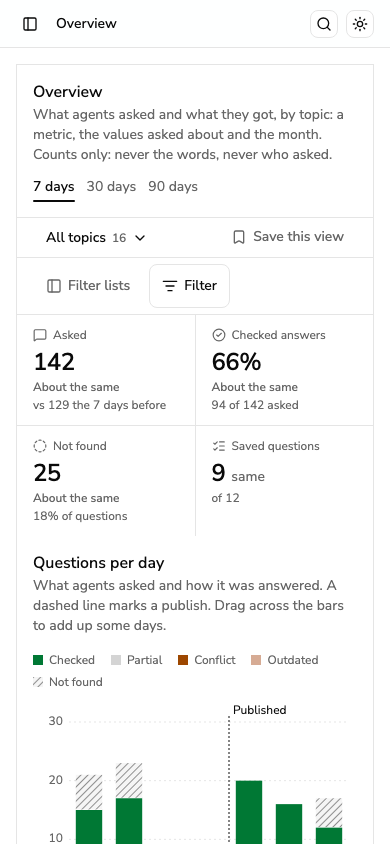 Overview
Overview
What agents asked and what they got, by topic: a
metric, the values asked about and the month.
Counts only: never the words, never who asked.
7 days 30 days 90 days
All topics 16
Save this view
Filter lists
Filter
Asked
142
About the same
vs 129 the 7 days before
Checked answers
66%
About the same
94 of 142 asked
Not found
25
About the same
18% of questions
Saved questions
9 same
of 12
Questions per day
What agents asked and how it was answered. A
dashed line marks a publish. Drag across the bars
to add up some days.
Checked Partial Conflict Outdated
Not found
Published
30
20
10